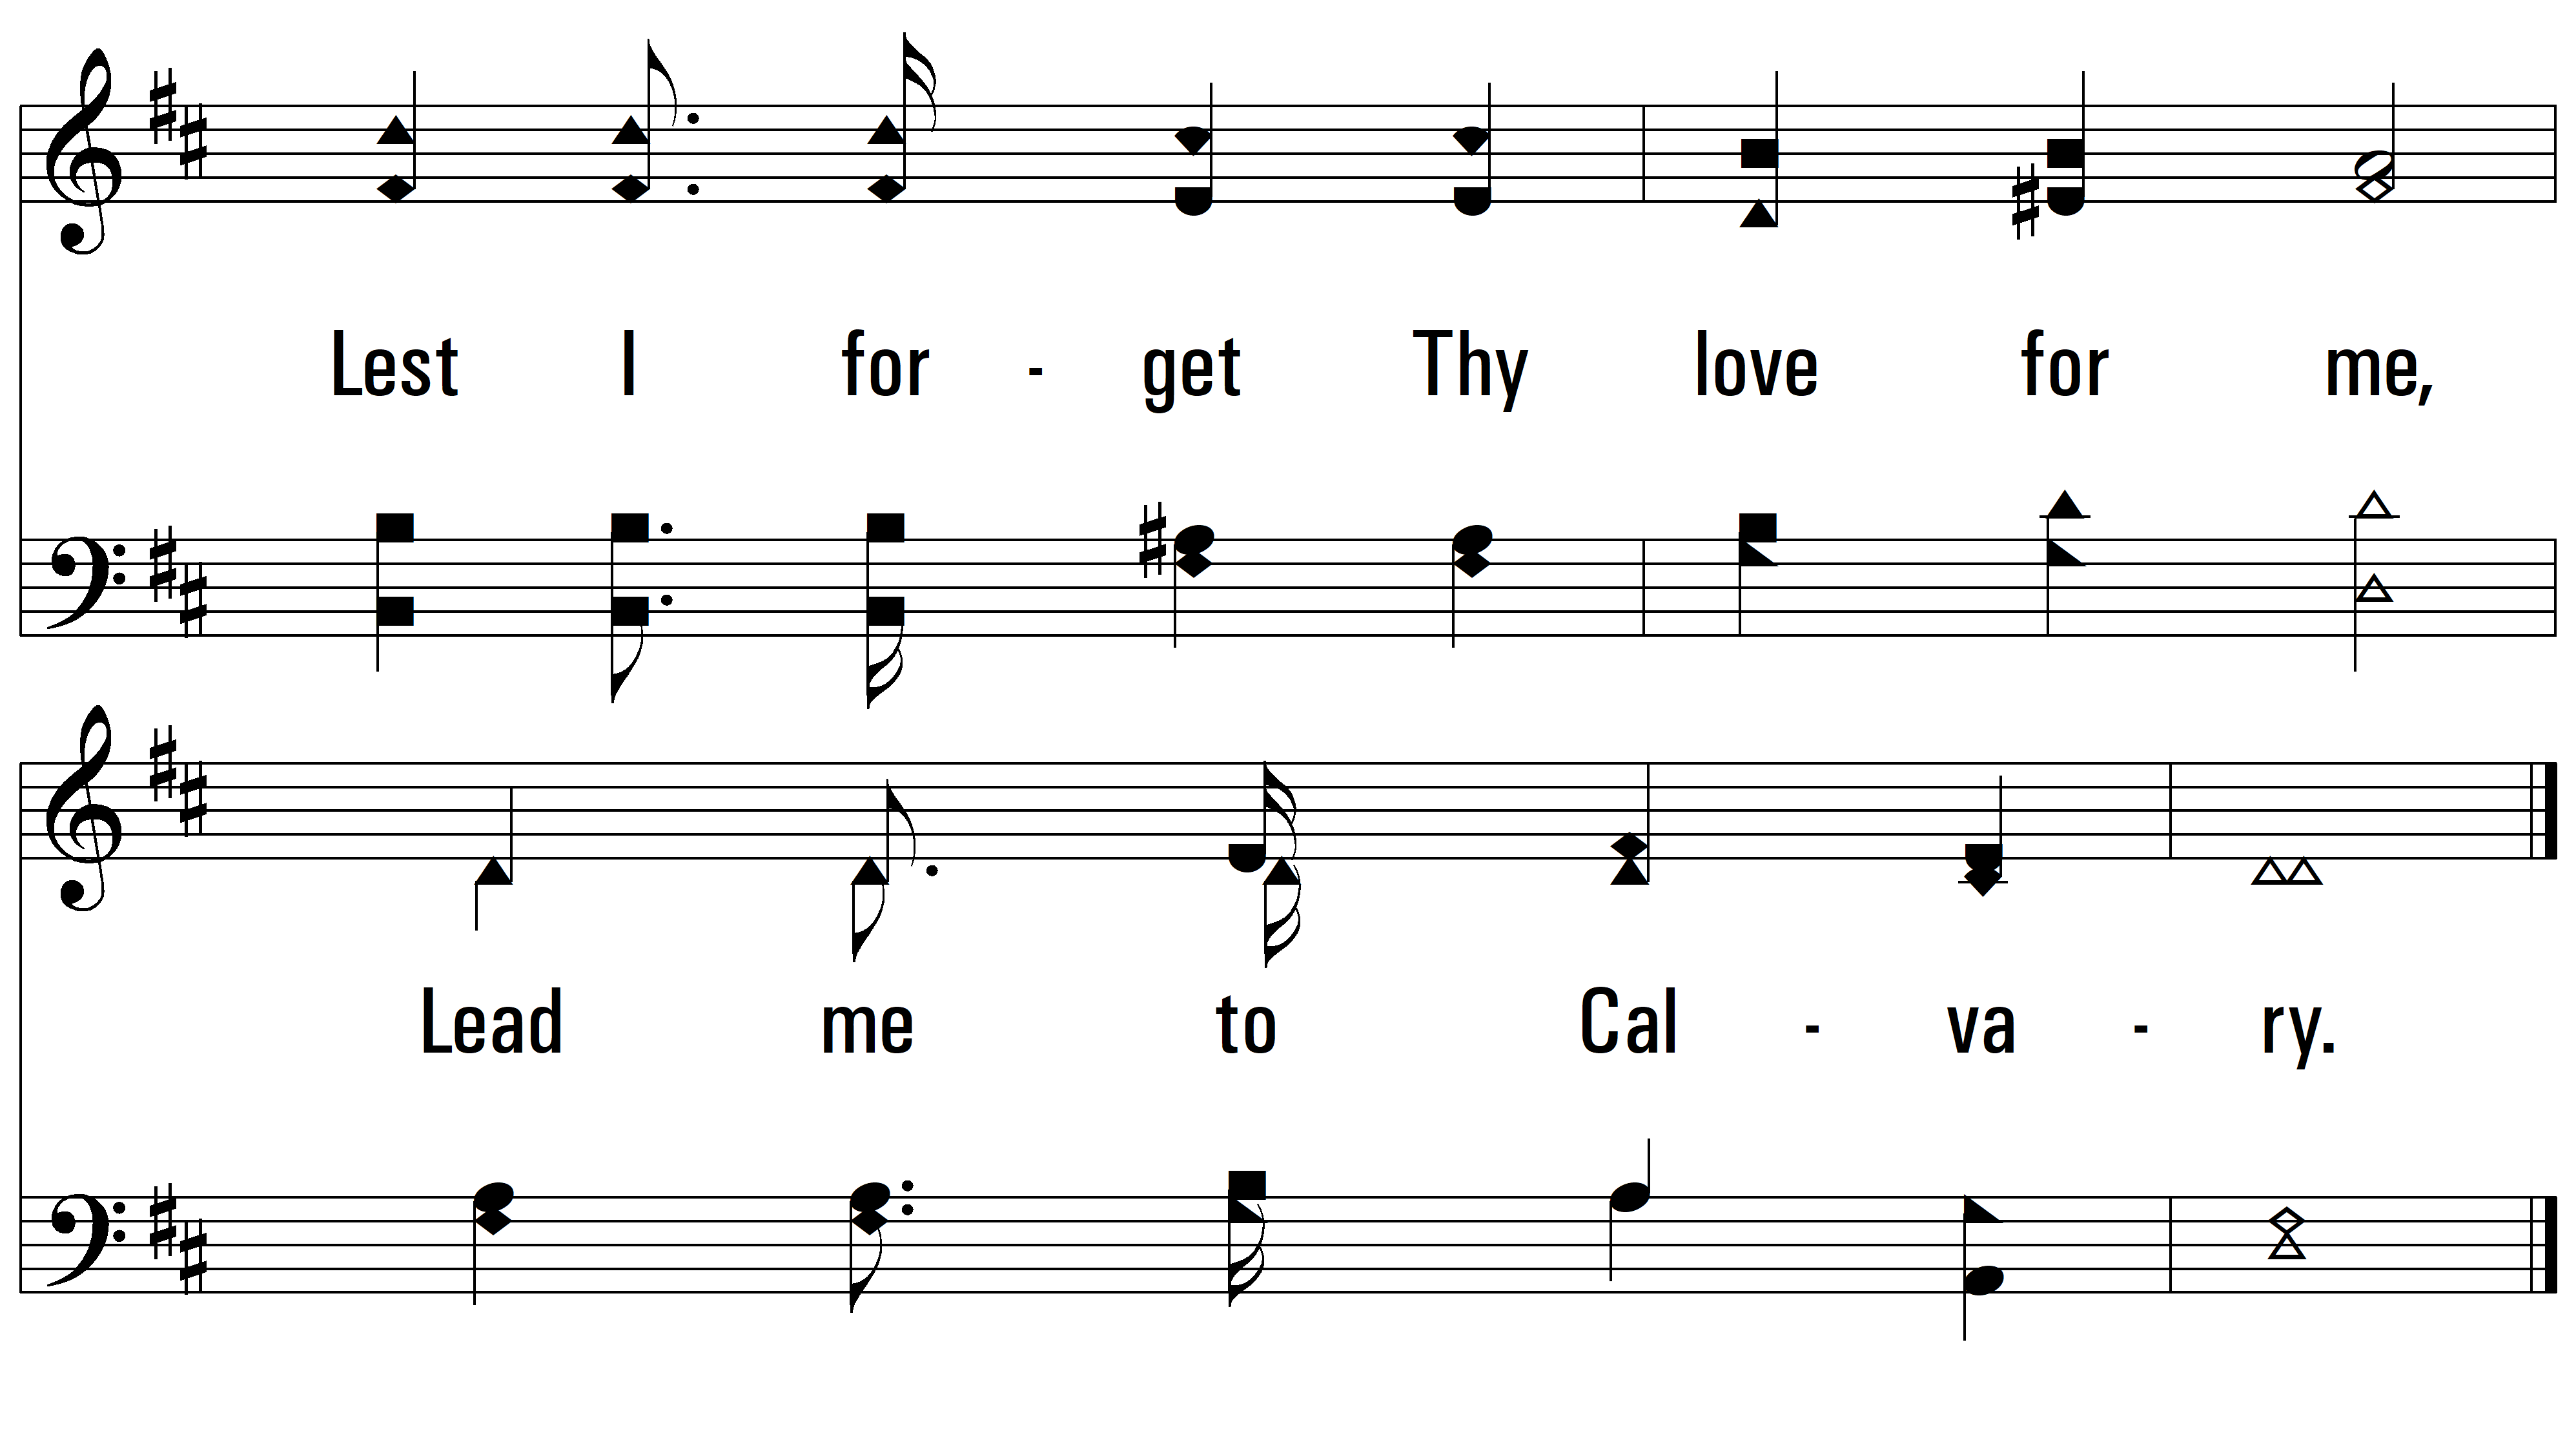 Lest I for - get Thy love for me,
Lead me to Cal - va - ry.